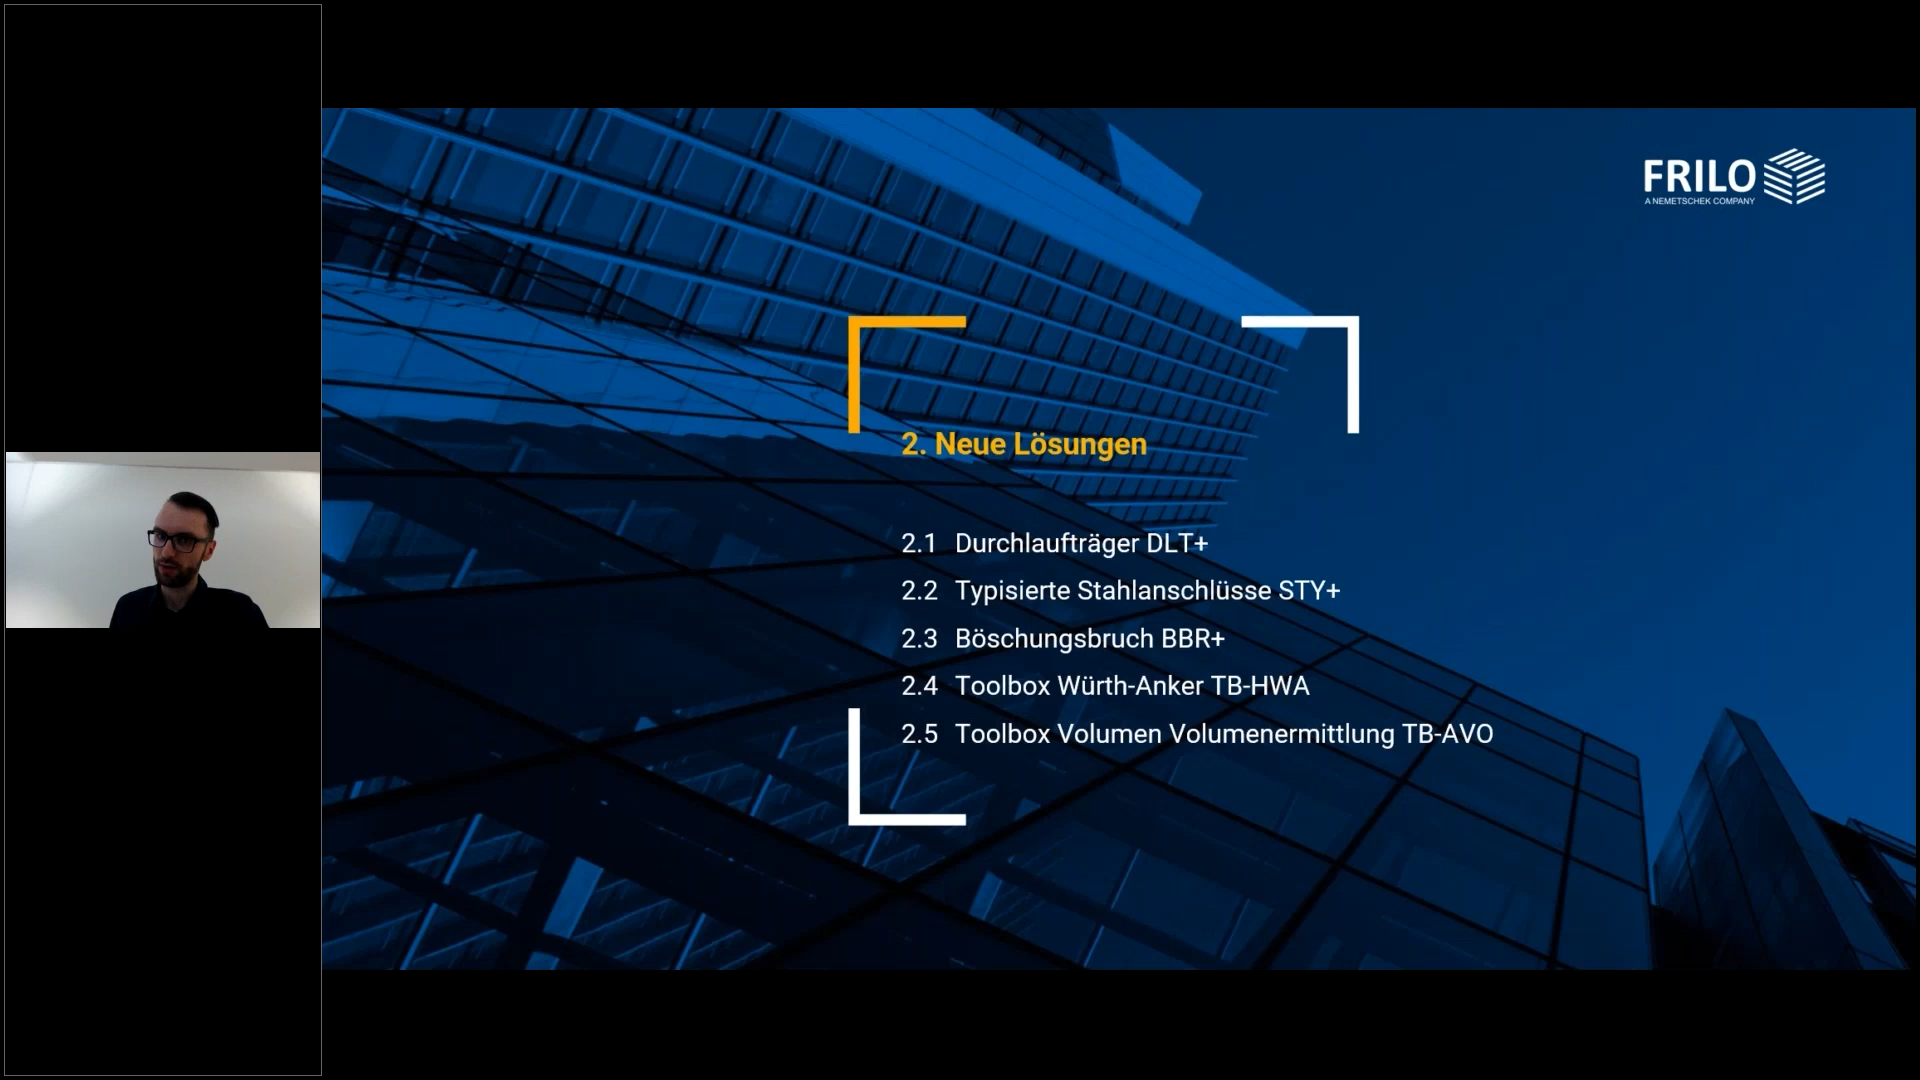 FRILO
A NEMETSCHEK COMPANY
2. Neue Lösungen
2.1 Durchlaufträger DLT+
2.2 Typisierte Stahlanschlüsse STY+
2.3 Böschungsbruch BBR+
2.4 Toolbox Würth-Anker TB-HWA
2.5 Toolbox Volumen Volumenermittlung TB-AVO